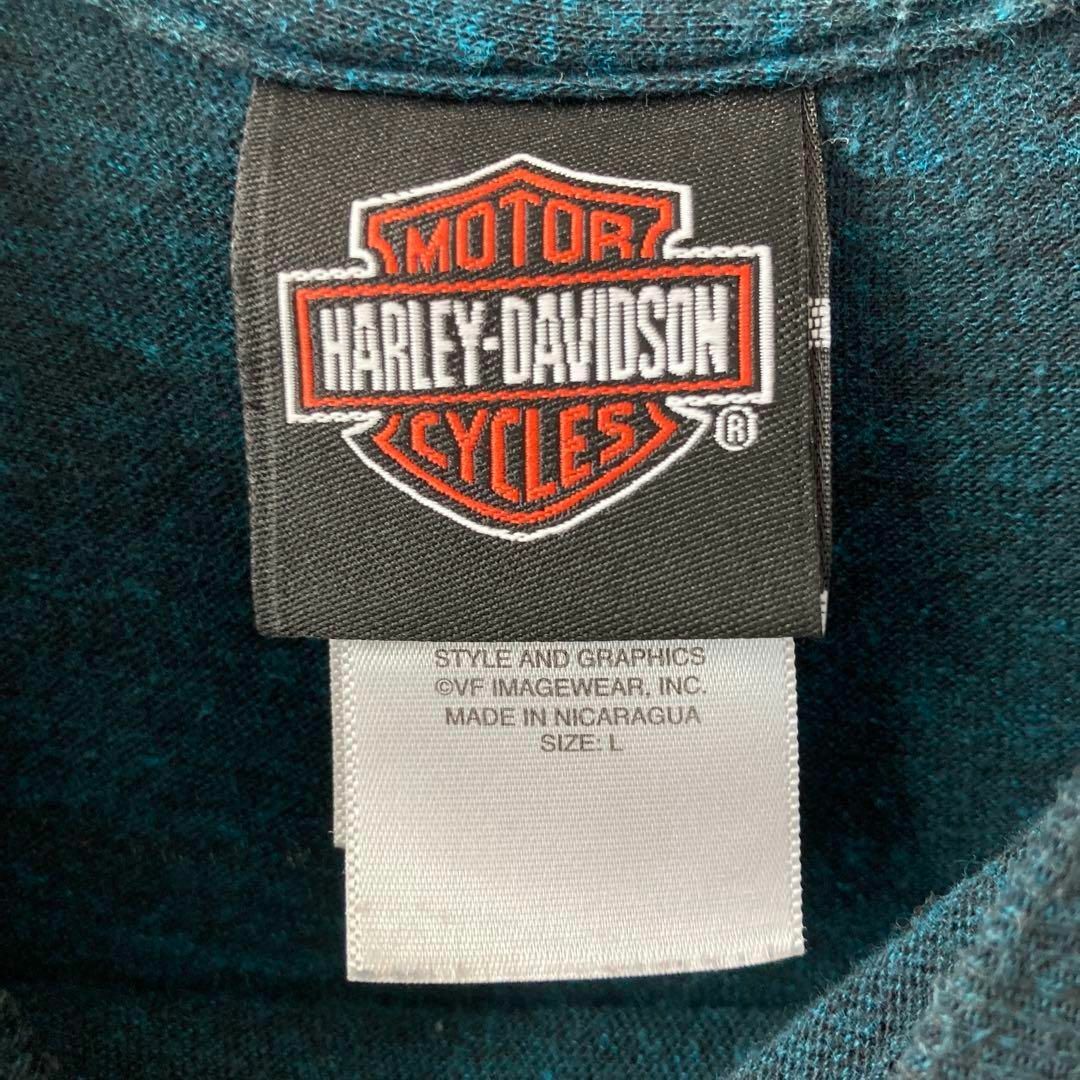 MOTOR
HARLEY-DAVIDSON
CYCLES
®
STYLE AND GRAPHICS
©VF IMAGEWEAR, INC.
MADE IN NICARAGUA
SIZE: L